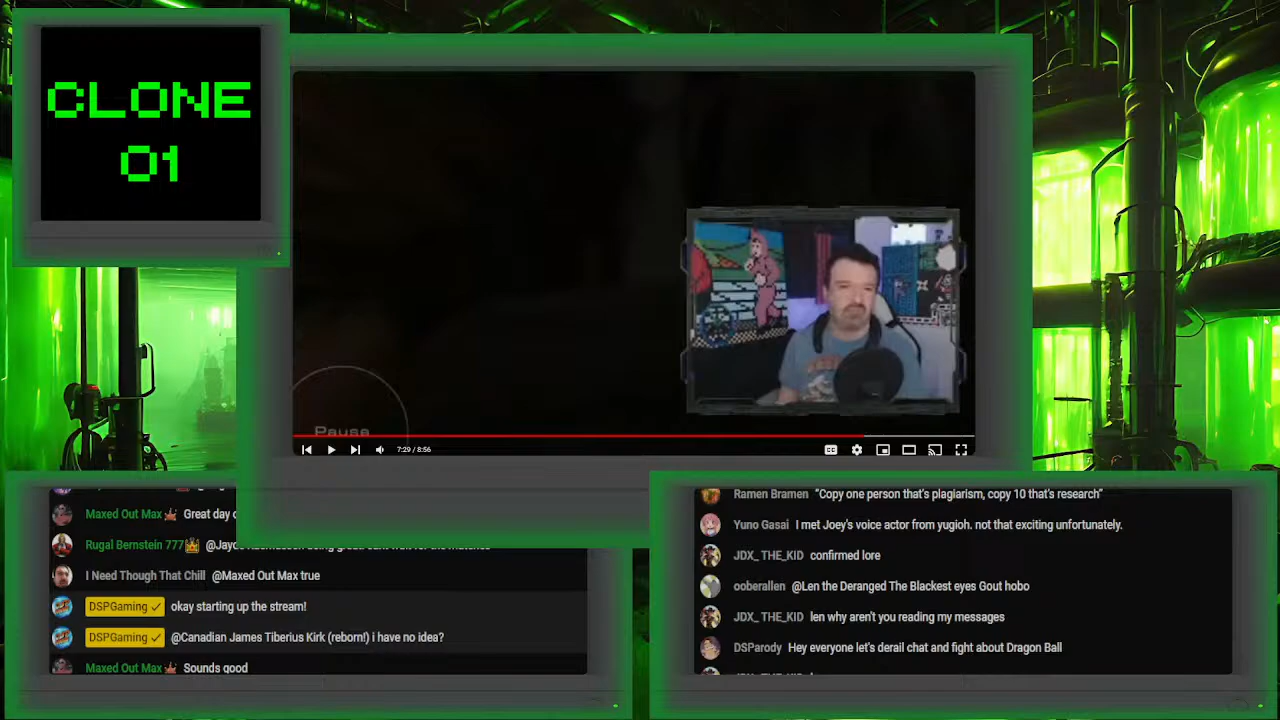 CLONE
01
Pause
7:29 / 8:56
Maxed Out Max Great day
Rugal Bernstein 777
I Need Though That Chill @Maxed Out Max true
DSPGaming okay starting up the stream!
DSPGaming @Canadian James Tiberius Kirk (reborn!) i have no idea?
Maxed Out Max Sounds good
Ramen Bramen "Copy one person that's plagiarism, copy 10 that's research"
Yuno Gasai I met Joey's voice actor from yugioh. not that exciting unfortunately.
JDX_ THE_KID confirmed lore
ooberallen @Len the Deranged The Blackest eyes Gout hobo
JDX_ THE_KID len why aren't you reading my messages
DSParody Hey everyone let's derail chat and fight about Dragon Ball